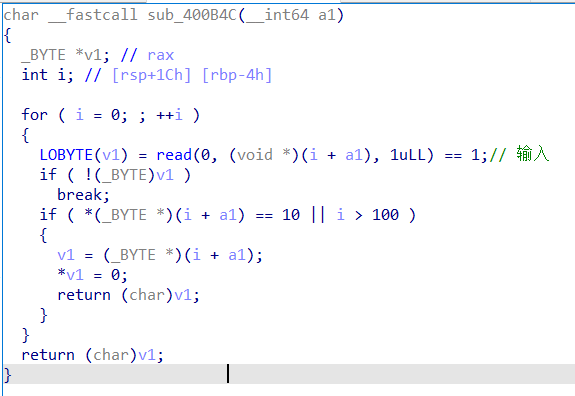 char __fastcall sub_400B4C(__int64 a1)
{
  _BYTE *v1; // rax
  int i; // [rsp+1Ch] [rbp-4h]

  for ( i = 0; ; ++i )
  {
    LOBYTE(v1) = read(0, (void *)(i + a1), 1uLL) == 1;// 输入
    if ( !(_BYTE)v1 )
      break;
    if ( *(_BYTE *)(i + a1) == 10 || i > 100 )
    {
      v1 = (_BYTE *)(i + a1);
      *v1 = 0;
      return (char)v1;
    }
  }
  return (char)v1;
}